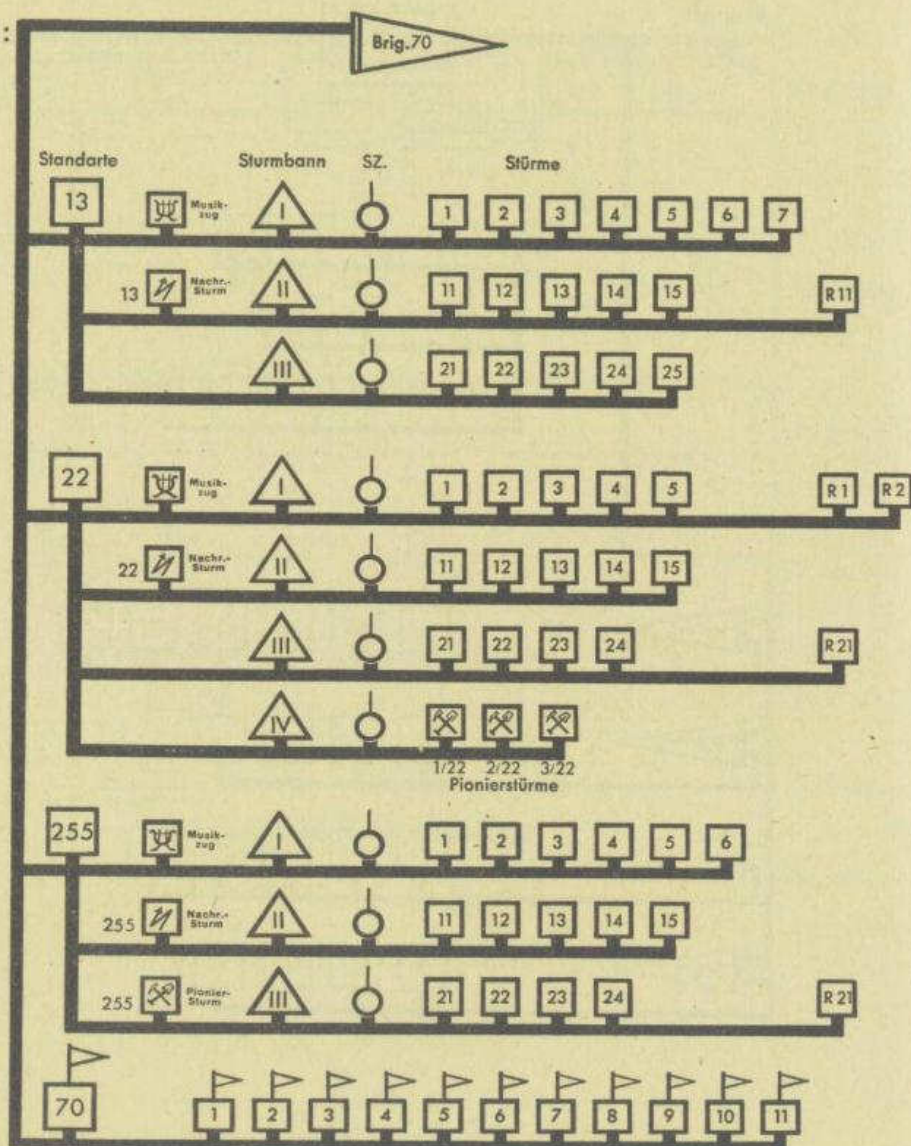 :
Brig.70
Standarte Sturmbann SZ. Stürme
13 Musik-zug I 1 2 3 4 5 6 7
13 Nachr.-Sturm II 11 12 13 14 15 R 11
III 21 22 23 24 25
22 Musik-zug I 1 2 3 4 5 R 1 R 2
22 Nachr.-Sturm II 11 12 13 14 15
III 21 22 23 24 R 21
IV
1/22 2/22 3/22
Pionierstürme
255 Musik-zug I 1 2 3 4 5 6
255 Nachr.-Sturm II 11 12 13 14 15
255 Pionier-Sturm III 21 22 23 24 R 21
70 1 2 3 4 5 6 7 8 9 10 11